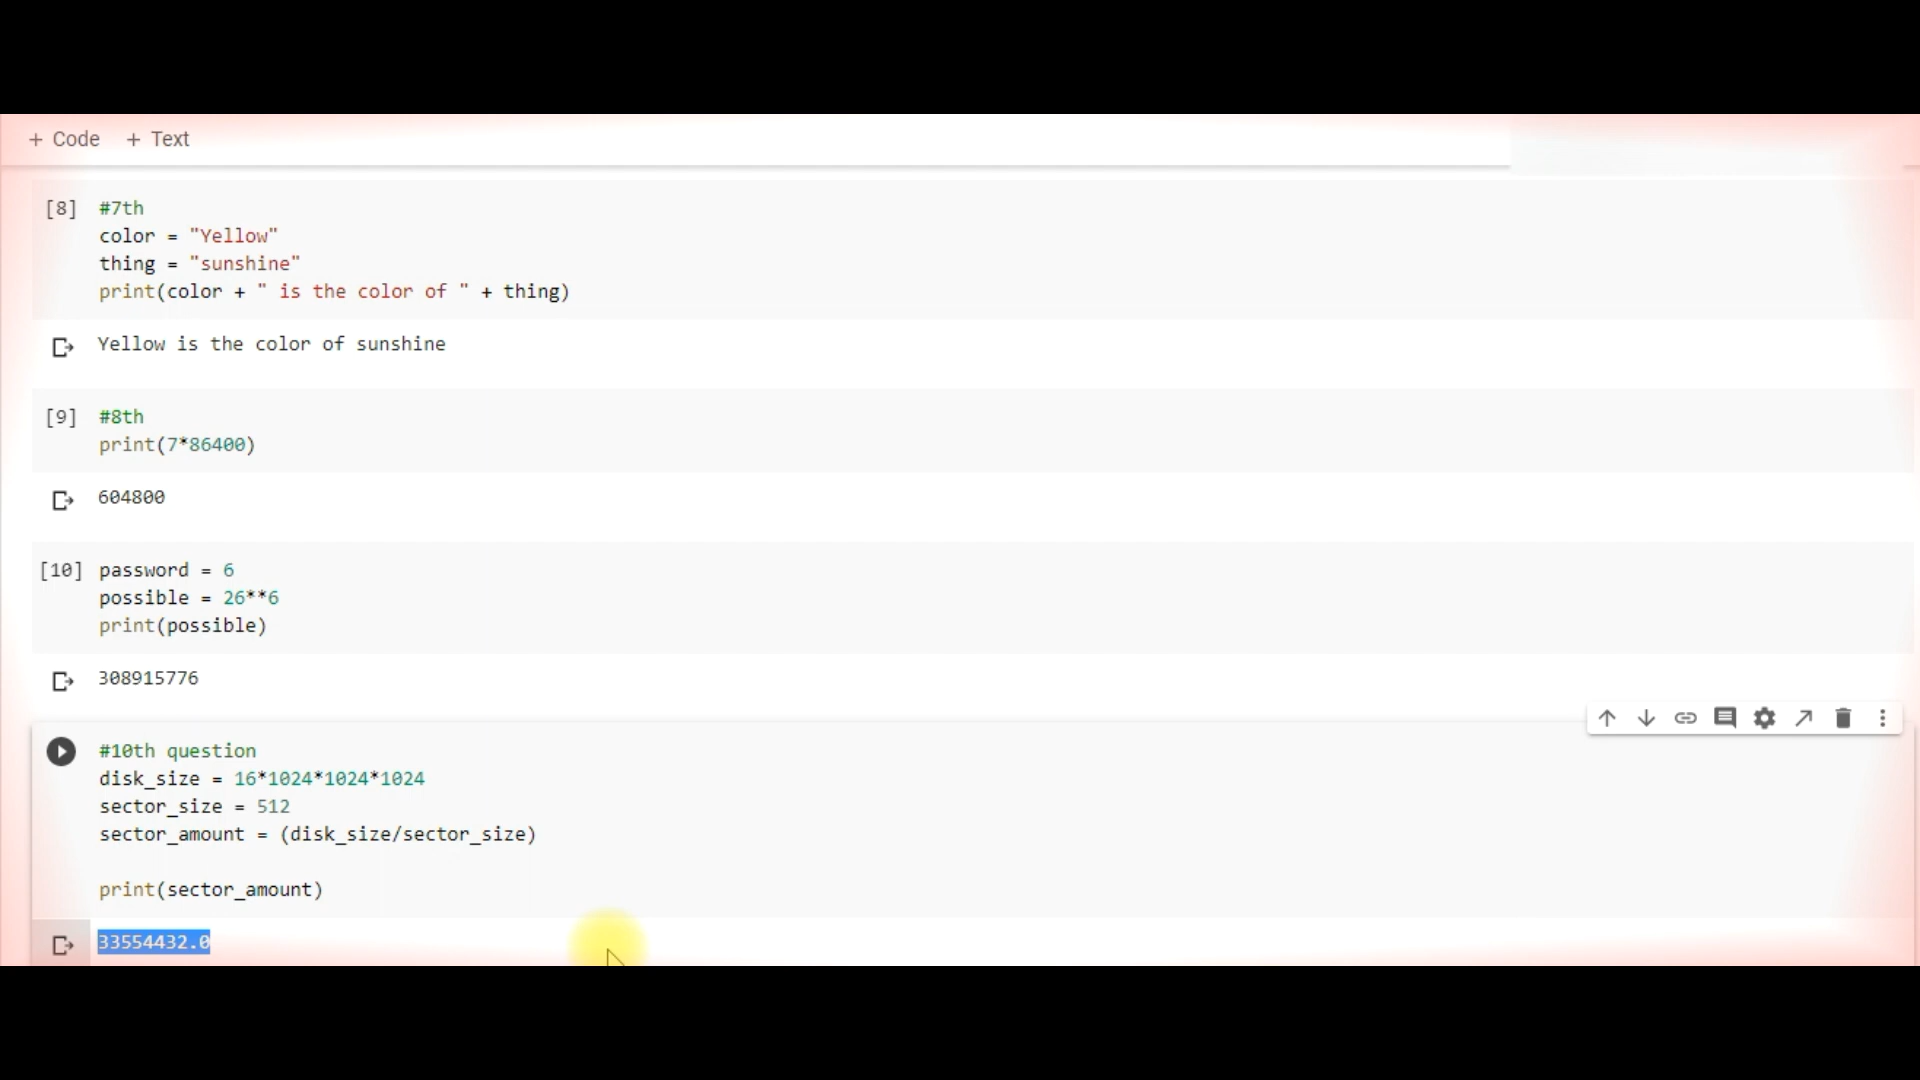 + Code + Text
[8] #7th
color = "Yellow"
thing = "sunshine"
print(color + " is the color of " + thing)
Yellow is the color of sunshine
[9] #8th
print(7*86400)
604800
[10] password = 6
possible = 26**6
print(possible)
308915776
#10th question
disk_size = 16*1024*1024*1024
sector_size = 512
sector_amount = (disk_size/sector_size)
print(sector_amount)
33554432.0